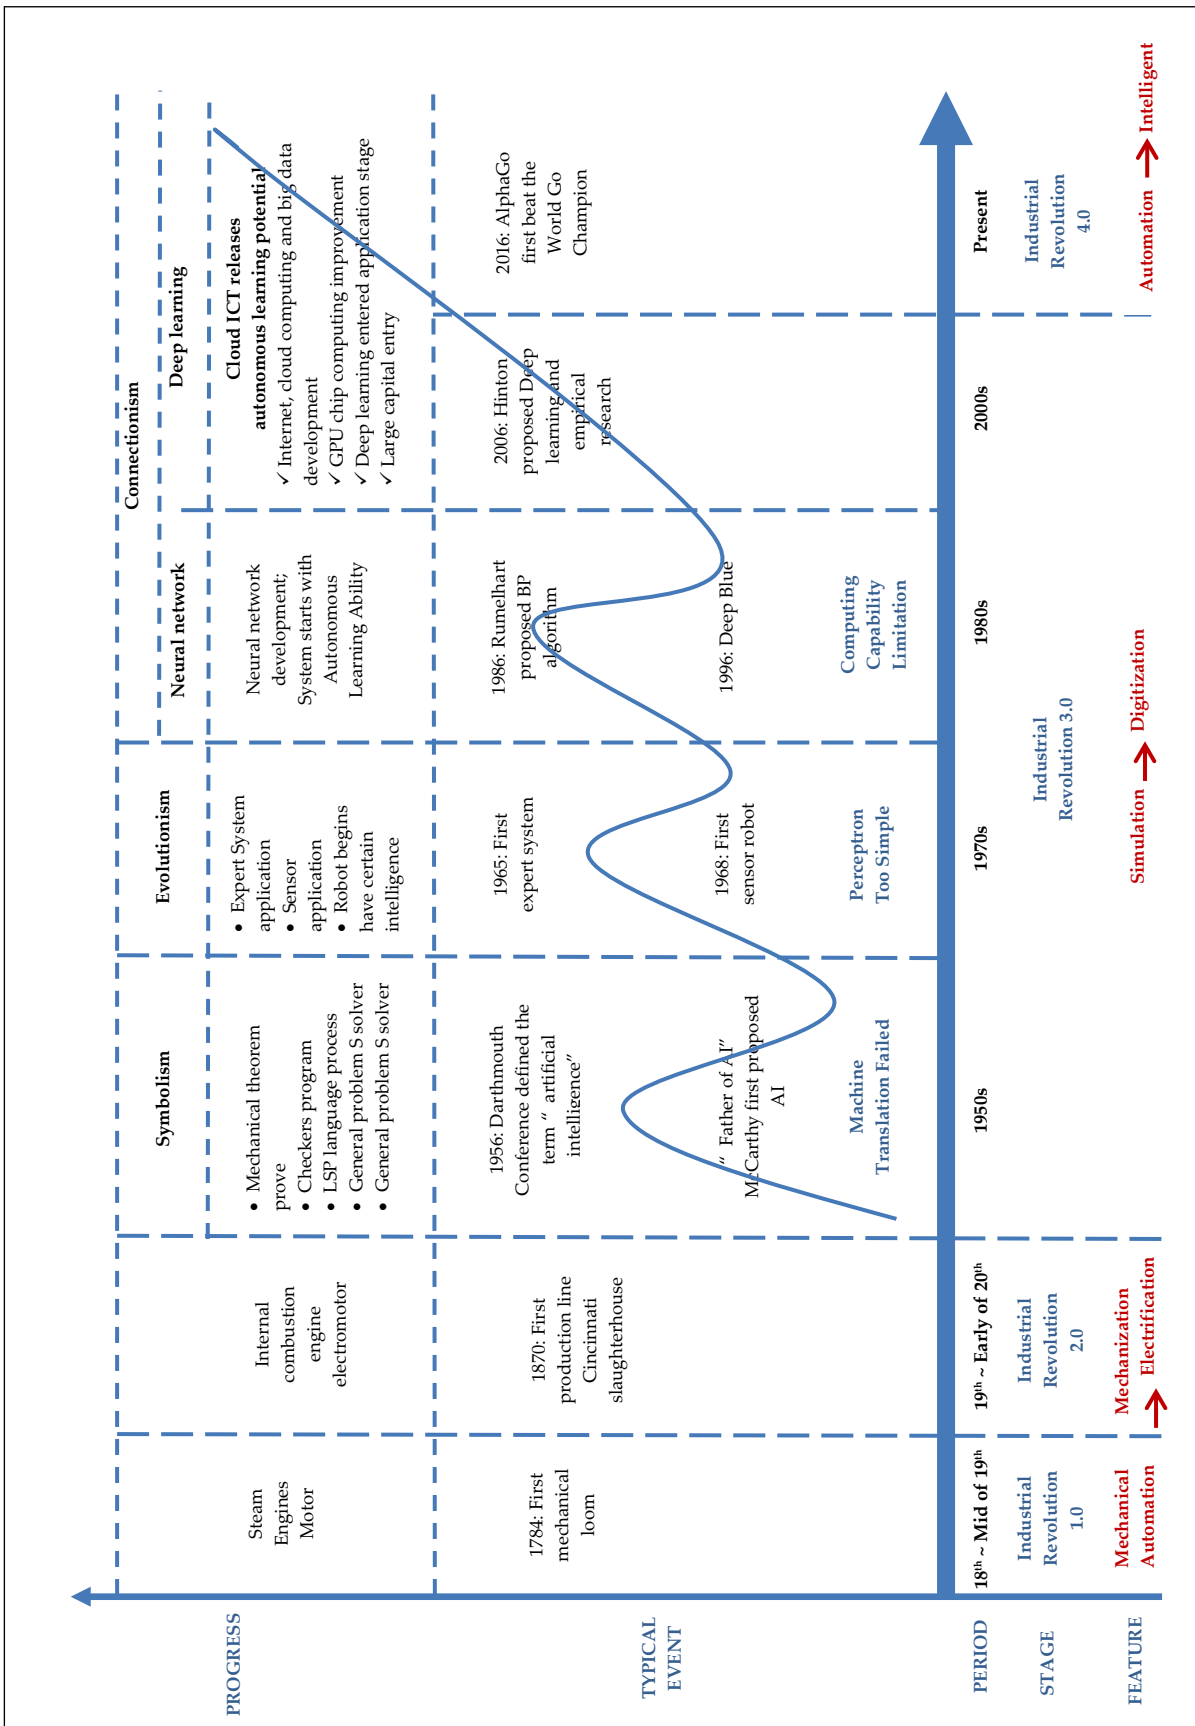 PROGRESS
Steam
Engines
Motor
Internal
combustion
engine
electromotor
Symbolism
• Mechanical theorem
prove
• Checkers program
• LSP language process
• General problem S solver
• General problem S solver
Evolutionism
• Expert System
application
• Sensor
application
• Robot begins
have certain
intelligence
Connectionism
Neural network
Neural network
development;
System starts with
Autonomous
Learning Ability
Deep learning
Cloud ICT releases
autonomous learning potential
✓ Internet, cloud computing and big data
development
✓ GPU chip computing improvement
✓ Deep learning entered application stage
✓ Large capital entry
TYPICAL
EVENT
1784: First
mechanical
loom
1870: First
production line
Cincinnati
slaughterhouse
1956: Darthmouth
Conference defined the
term “ artificial
intelligence”
“ Father of AI”
McCarthy first proposed
AI
Machine
Translation Failed
1965: First
expert system
1968: First
sensor robot
Perceptron
Too Simple
1986: Rumelhart
proposed BP
algorithm
1996: Deep Blue
Computing
Capability
Limitation
2006: Hinton
proposed Deep
learning and
empirical
research
2016: AlphaGo
first beat the
World Go
Champion
PERIOD
18th ~ Mid of 19th
19th ~ Early of 20th
1950s
1970s
1980s
2000s
Present
STAGE
Industrial
Revolution
1.0
Industrial
Revolution
2.0
Industrial
Revolution 3.0
Industrial
Revolution
4.0
FEATURE
Mechanical
Automation
Mechanization
→ Electrification
Simulation → Digitization
Automation → Intelligent